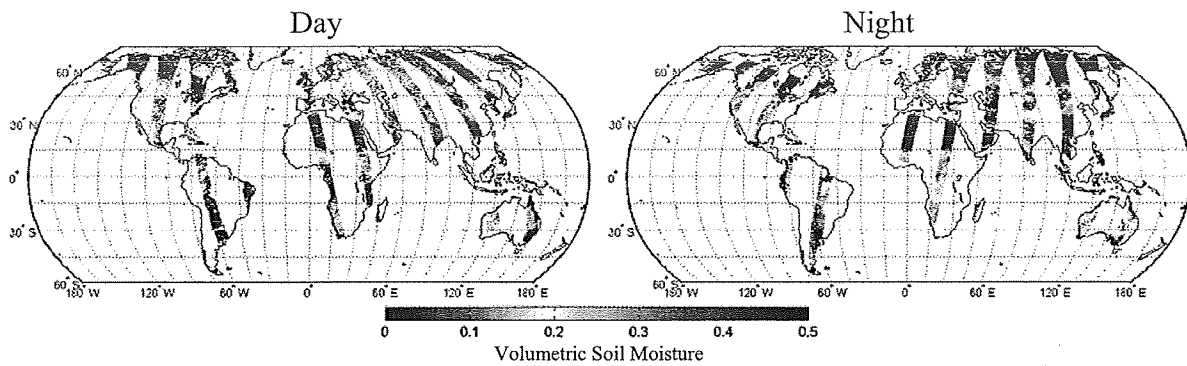 Day
Night
60° N
30° N
0°
30° S
60° S
180° W
120° W
60° W
0°
60° E
120° E
180° E
60° N
30° N
0°
30° S
60° S
180° W
120° W
60° W
0°
60° E
120° E
180° E
0
0.1
0.2
0.3
0.4
0.5
Volumetric Soil Moisture